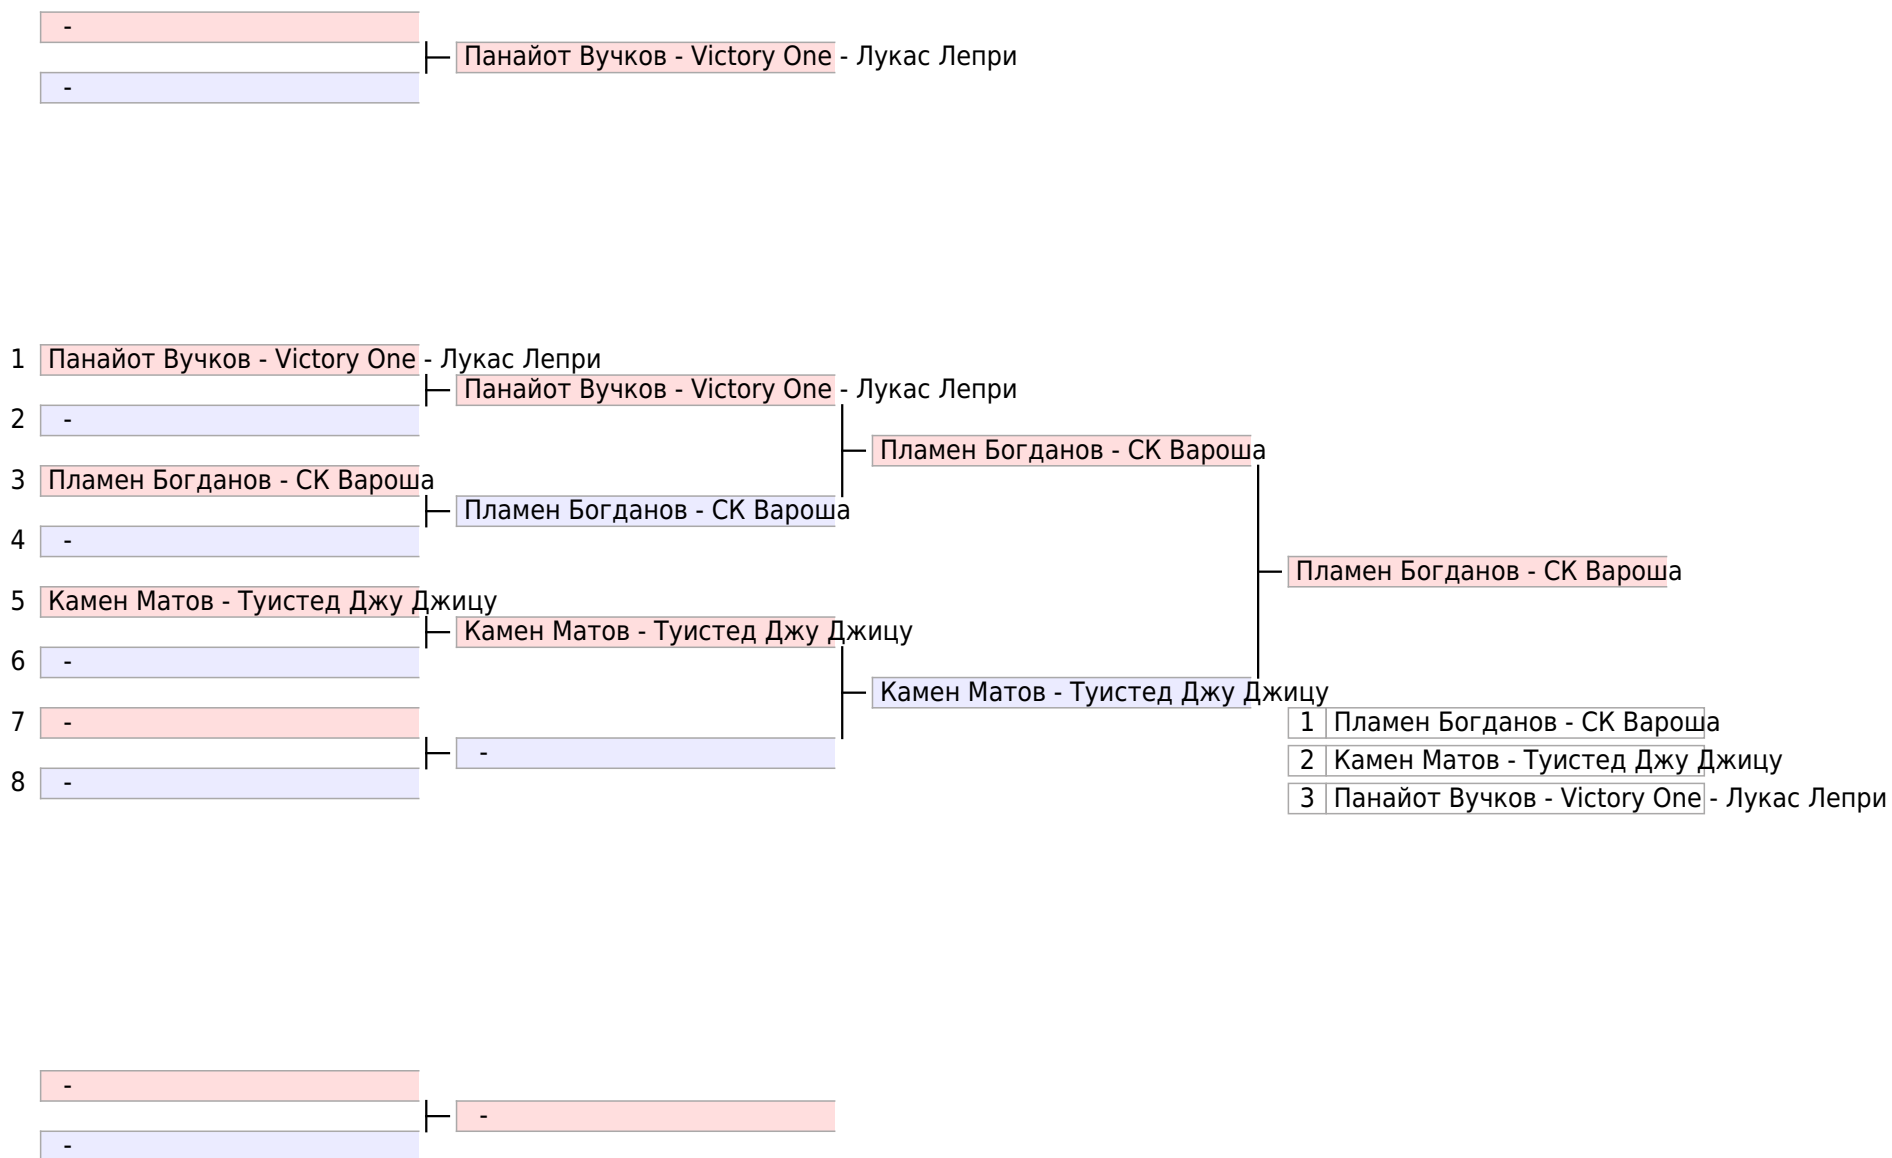 -
Панайот Вучков - Victory One - Лукас Лепри
-
1 Панайот Вучков - Victory One - Лукас Лепри
Панайот Вучков - Victory One - Лукас Лепри
2 -
Пламен Богданов - СК Вароша
3 Пламен Богданов - СК Вароша
Пламен Богданов - СК Вароша
4 -
Пламен Богданов - СК Вароша
5 Камен Матов - Туистед Джу Джицу
Камен Матов - Туистед Джу Джицу
6 -
Камен Матов - Туистед Джу Джицу
7 -
1 Пламен Богданов - СК Вароша
-
2 Камен Матов - Туистед Джу Джицу
8 -
3 Панайот Вучков - Victory One - Лукас Лепри
-
-
-